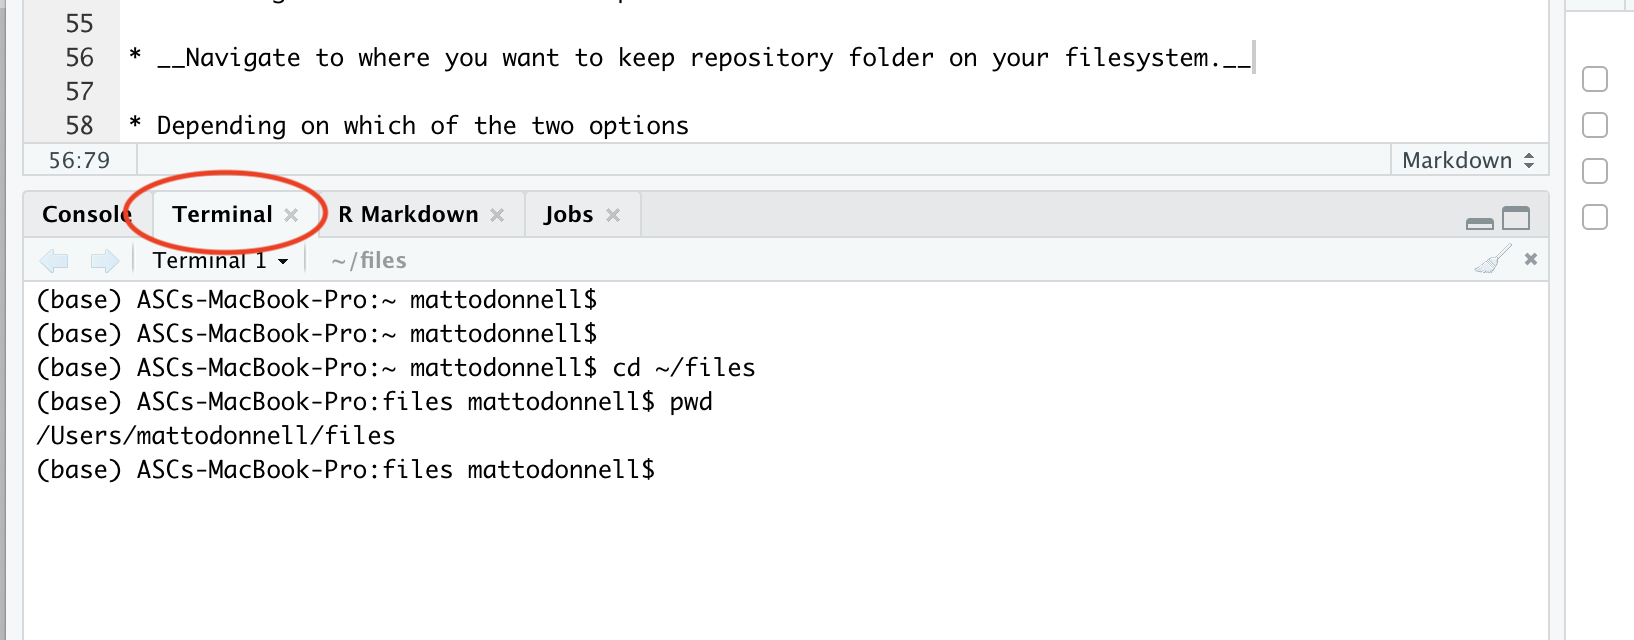 55
56 * __Navigate to where you want to keep repository folder on your filesystem.__
57
58 * Depending on which of the two options
56:79 Markdown
Console Terminal R Markdown Jobs
Terminal 1 ~/files
(base) ASCs-MacBook-Pro:~ mattodonnell$
(base) ASCs-MacBook-Pro:~ mattodonnell$
(base) ASCs-MacBook-Pro:~ mattodonnell$ cd ~/files
(base) ASCs-MacBook-Pro:files mattodonnell$ pwd
/Users/mattodonnell/files
(base) ASCs-MacBook-Pro:files mattodonnell$